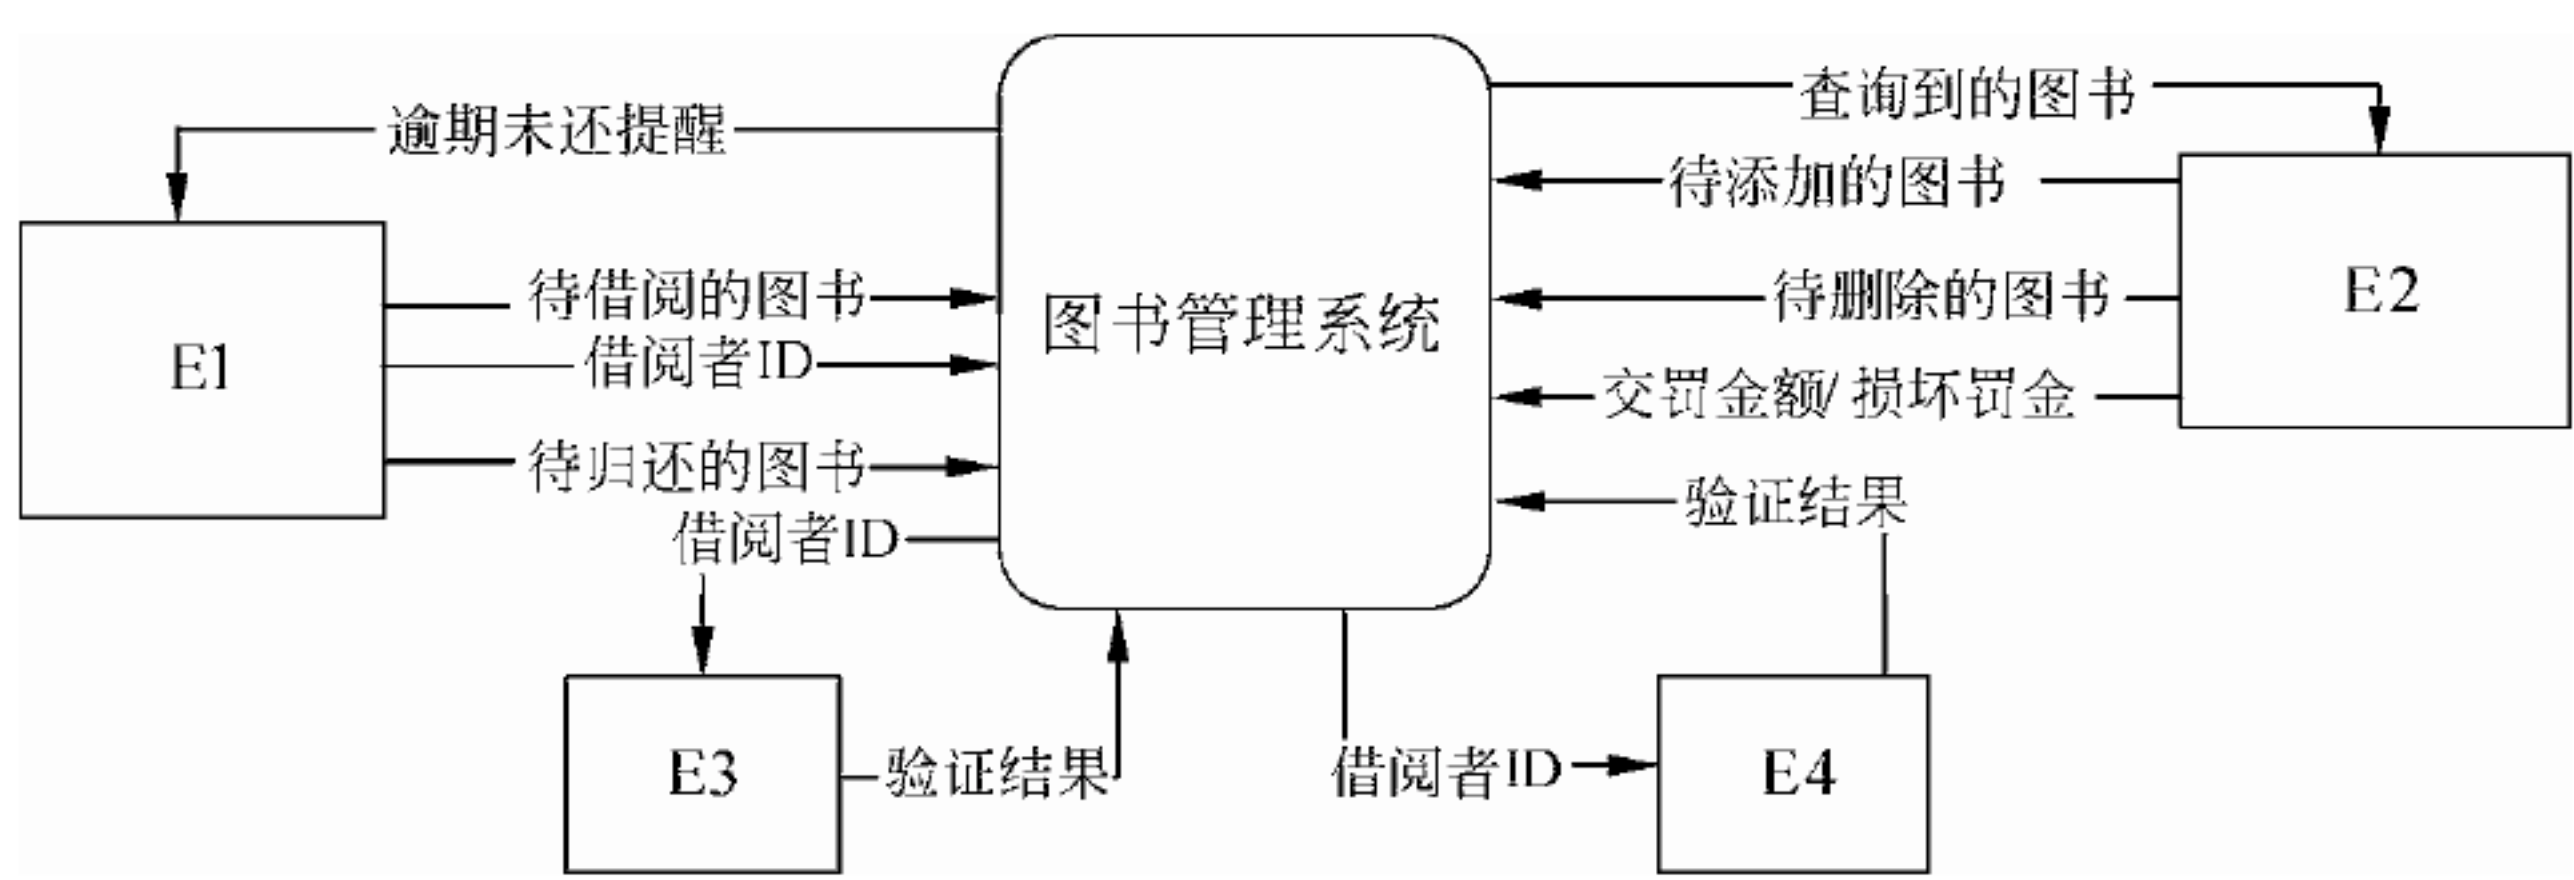 查询到的图书
逾期未还提醒
待添加的图书
待借阅的图书
待删除的图书
E2
图书管理系统
E1
借阅者ID
交罚金额/损坏罚金
待归还的图书
验证结果
借阅者ID
E3
验证结果
借阅者ID
E4